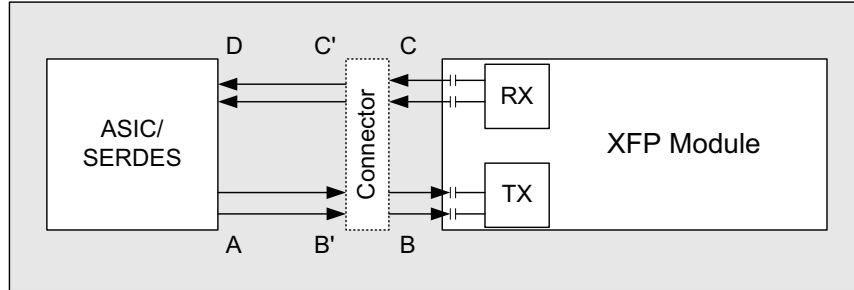 D C' C
ASIC/
SERDES
Connector
RX
TX
XFP Module
A B' B